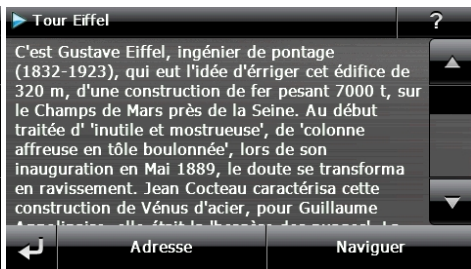 Tour Eiffel
?
C'est Gustave Eiffel, ingénier de pontage
(1832-1923), qui eut l'idée d'érriger cet édifice de
320 m, d'une construction de fer pesant 7000 t, sur
le Champs de Mars près de la Seine. Au début
traitée d' 'inutile et mostrueuse', de 'colonne
affreuse en tôle boulonnée', lors de son
inauguration en Mai 1889, le doute se transforma
en ravissement. Jean Cocteau caractérisa cette
construction de Vénus d'acier, pour Guillaume
Adresse
Naviguer